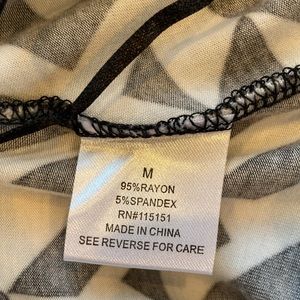 M
95%RAYON
5%SPANDEX
RN#115151
MADE IN CHINA
SEE REVERSE FOR CARE